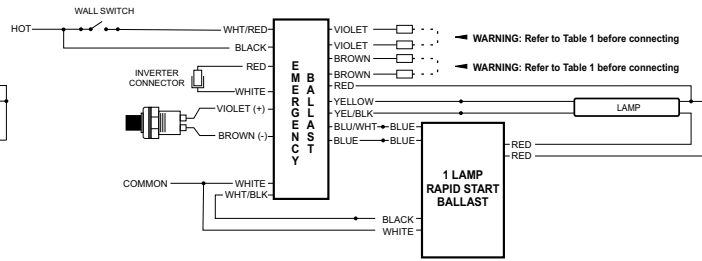 WALL SWITCH
HOT
WHT/RED
BLACK
RED
INVERTER
CONNECTOR
WHITE
VIOLET (+)
BROWN (-)
COMMON
WHITE
WHT/BLK
EMERGENCY
BALLAST
VIOLET
VIOLET
BROWN
BROWN
RED
YELLOW
YEL/BLK
BLU/WHT
BLUE
BLUE
BLUE
WARNING: Refer to Table 1 before connecting
WARNING: Refer to Table 1 before connecting
LAMP
RED
RED
1 LAMP
RAPID START
BALLAST
BLACK
WHITE